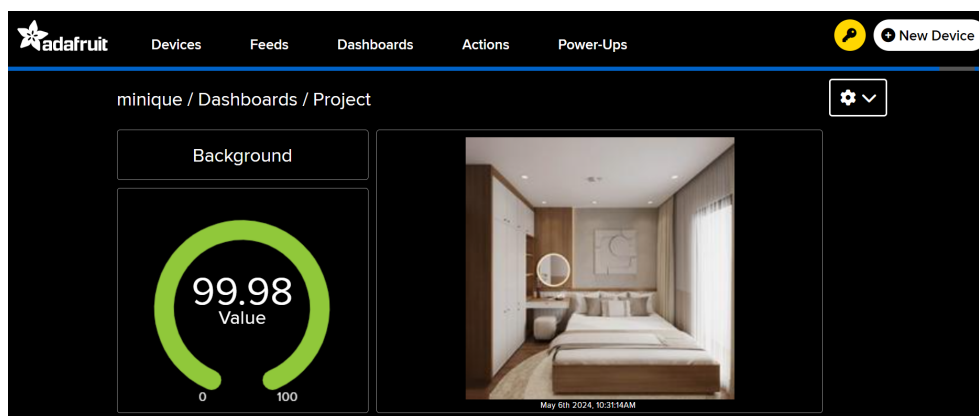 adafruit
Devices Feeds Dashboards Actions Power-Ups
New Device
minique / Dashboards / Project
Background
99.98
Value
0 100
May 6th 2024, 10:31:14AM